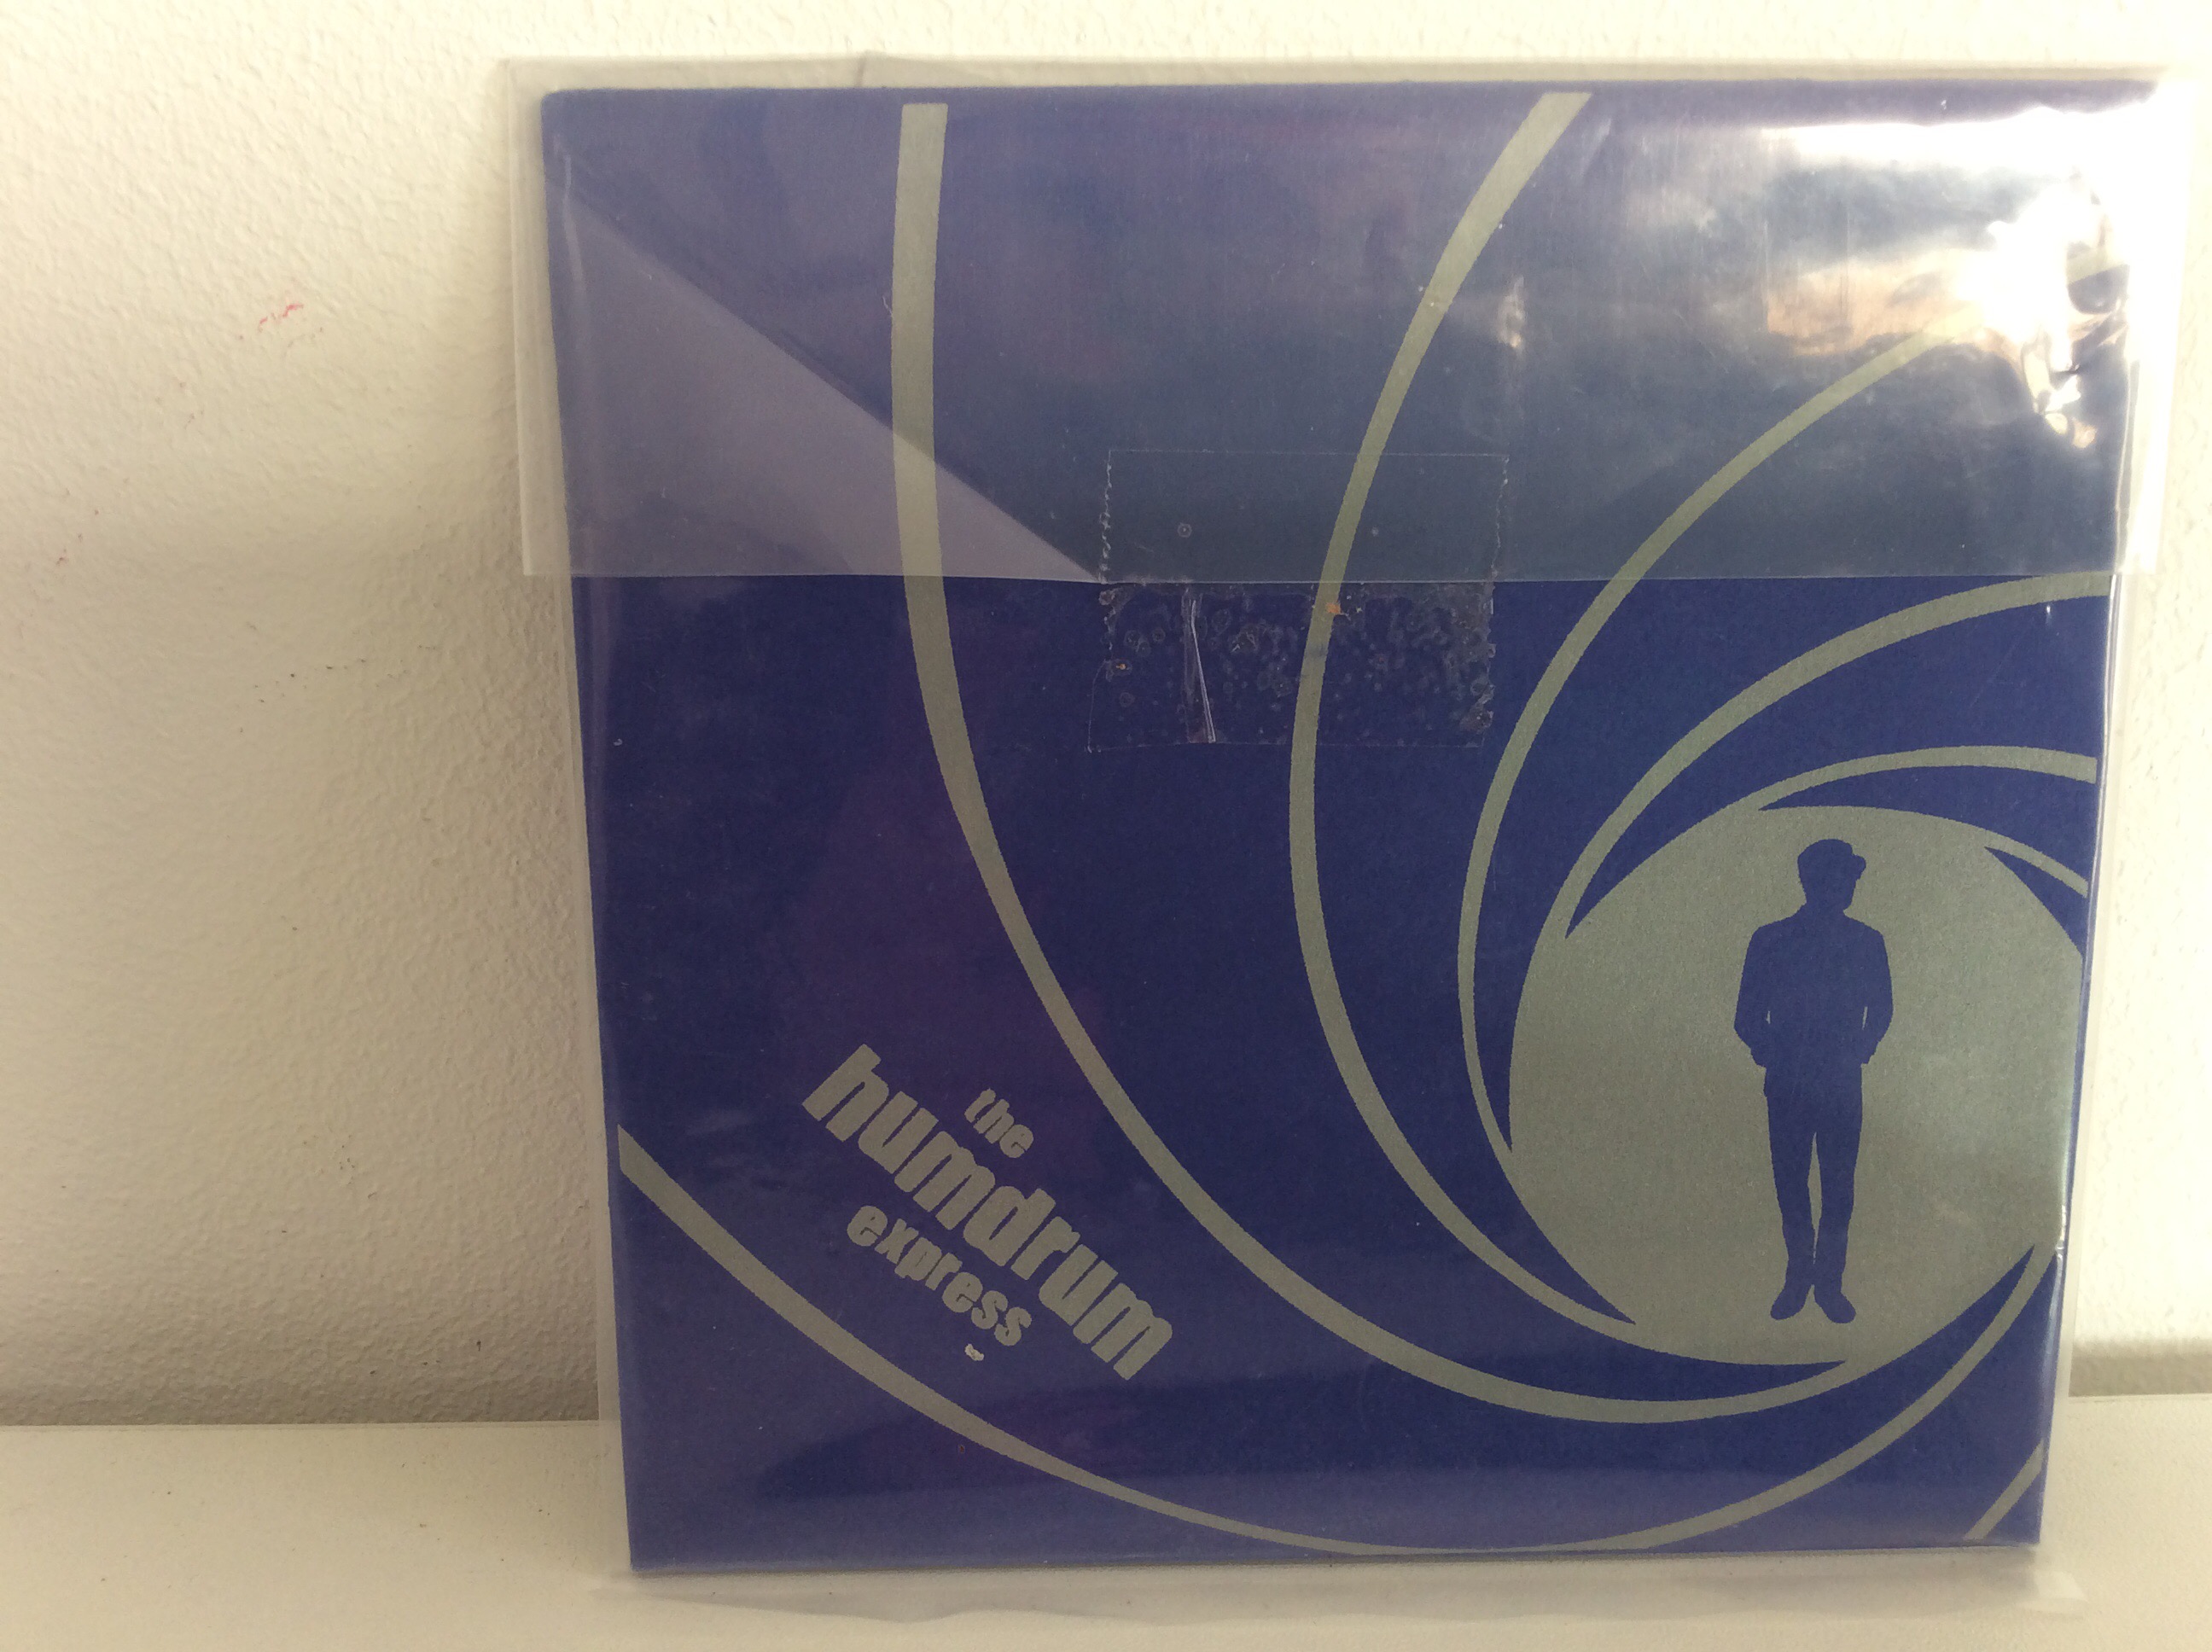 the
humdrum
express